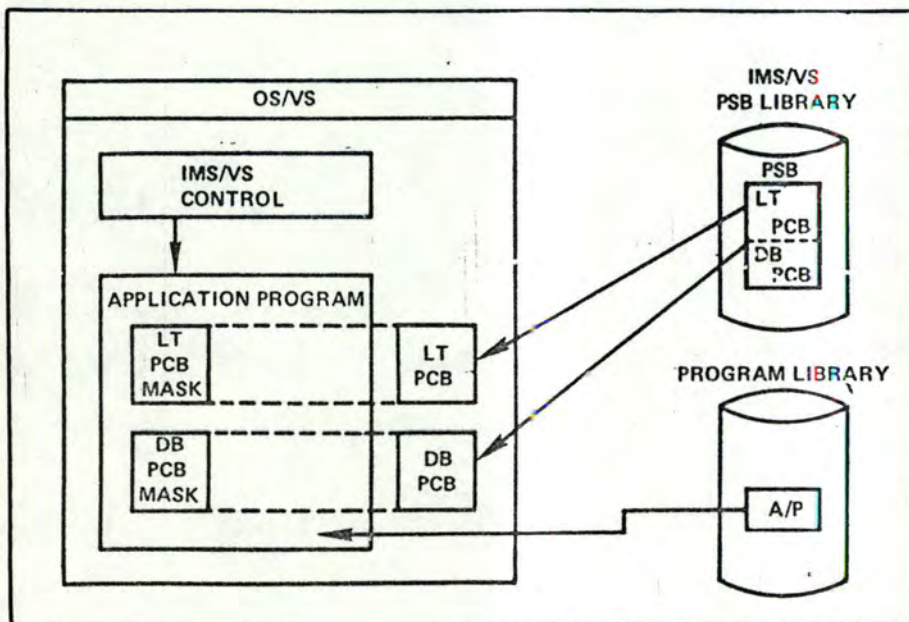 OS/VS
IMS/VS
CONTROL
APPLICATION PROGRAM
LT
PCB
MASK
LT
PCB
DB
PCB
MASK
DB
PCB
IMS/VS
PSB LIBRARY
PSB
LT
PCB
DB
PCB
PROGRAM LIBRARY
A/P